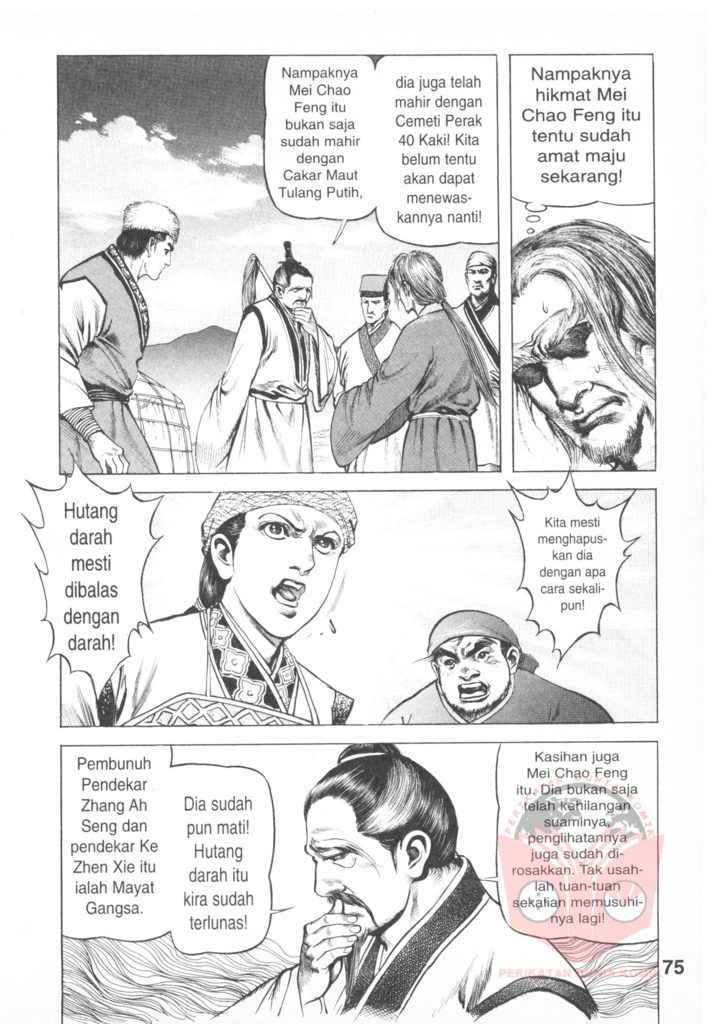 Nampaknya
Mei Chao
Feng itu
bukan saja
sudah mahir
dengan
Cakar Maut
Tulang Putih,
dia juga telah
mahir dengan
Cemeti Perak
40 Kaki! Kita
belum tentu
akan dapat
menewas-
kannya nanti!
Nampaknya
hikmat Mei
Chao Feng itu
tentu sudah
amat maju
sekarang!
Hutang
darah
mesti
dibalas
dengan
darah!
Kita mesti
menghapus-
kan dia
dengan apa
cara sekali-
pun!
Pembunuh
Pendekar
Zhang Ah
Seng dan
pendekar Ke
Zhen Xie itu
ialah Mayat
Gangsa.
Dia sudah
pun mati!
Hutang
darah itu
kira sudah
terlunas!
Kasihan juga
Mei Chao Feng
itu. Dia bukan saja
telah kehilangan
suaminya,
penglihatannya
juga sudah di-
rosakkan. Tak usah-
lah tuan-tuan
sekalian memusuhi-
nya lagi!
PERIKATAN DUNIA KOMIK
75